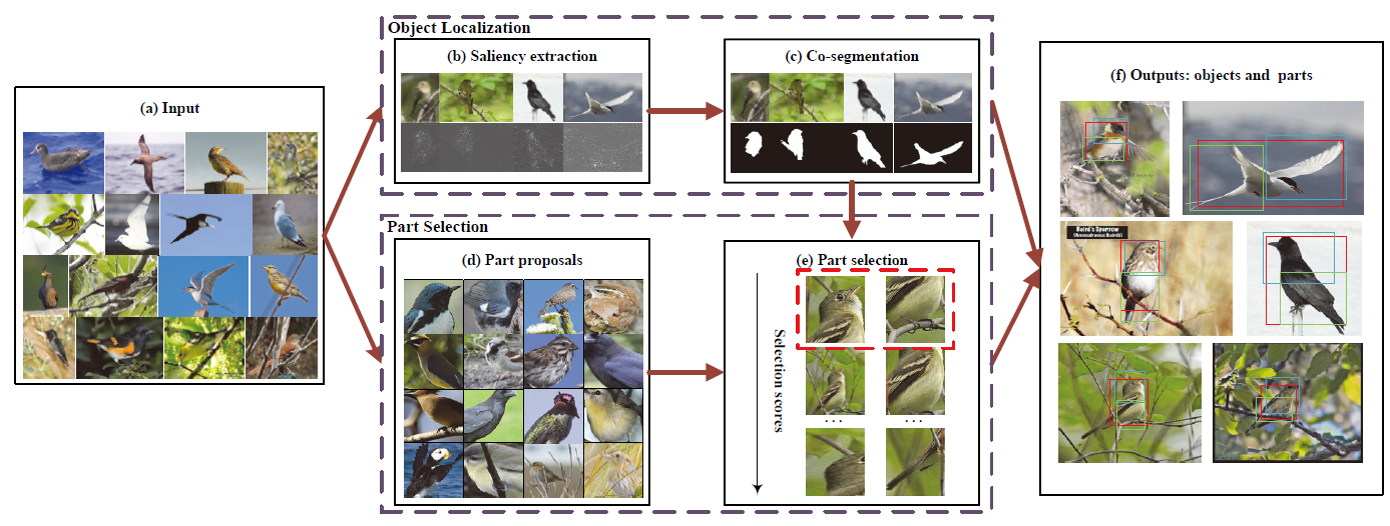 Object Localization
(a) Input
(b) Saliency extraction
(c) Co-segmentation
Part Selection
(d) Part proposals
(e) Part selection
Selection scores
...
...
(f) Outputs: objects and parts
Baird's Sparrow
(Ammodramus Bairdii)